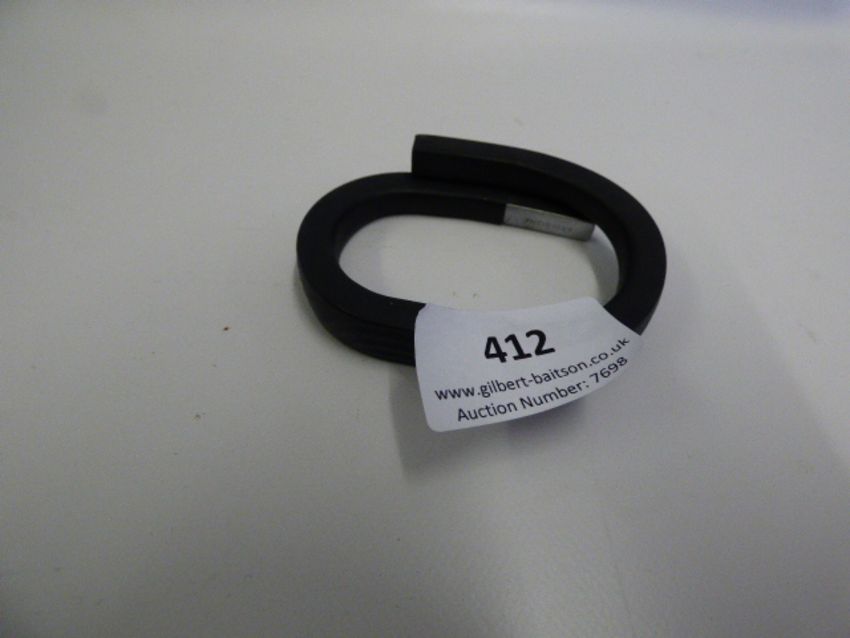 412
www.gilbert-baitson.co.uk
Auction Number: 7698